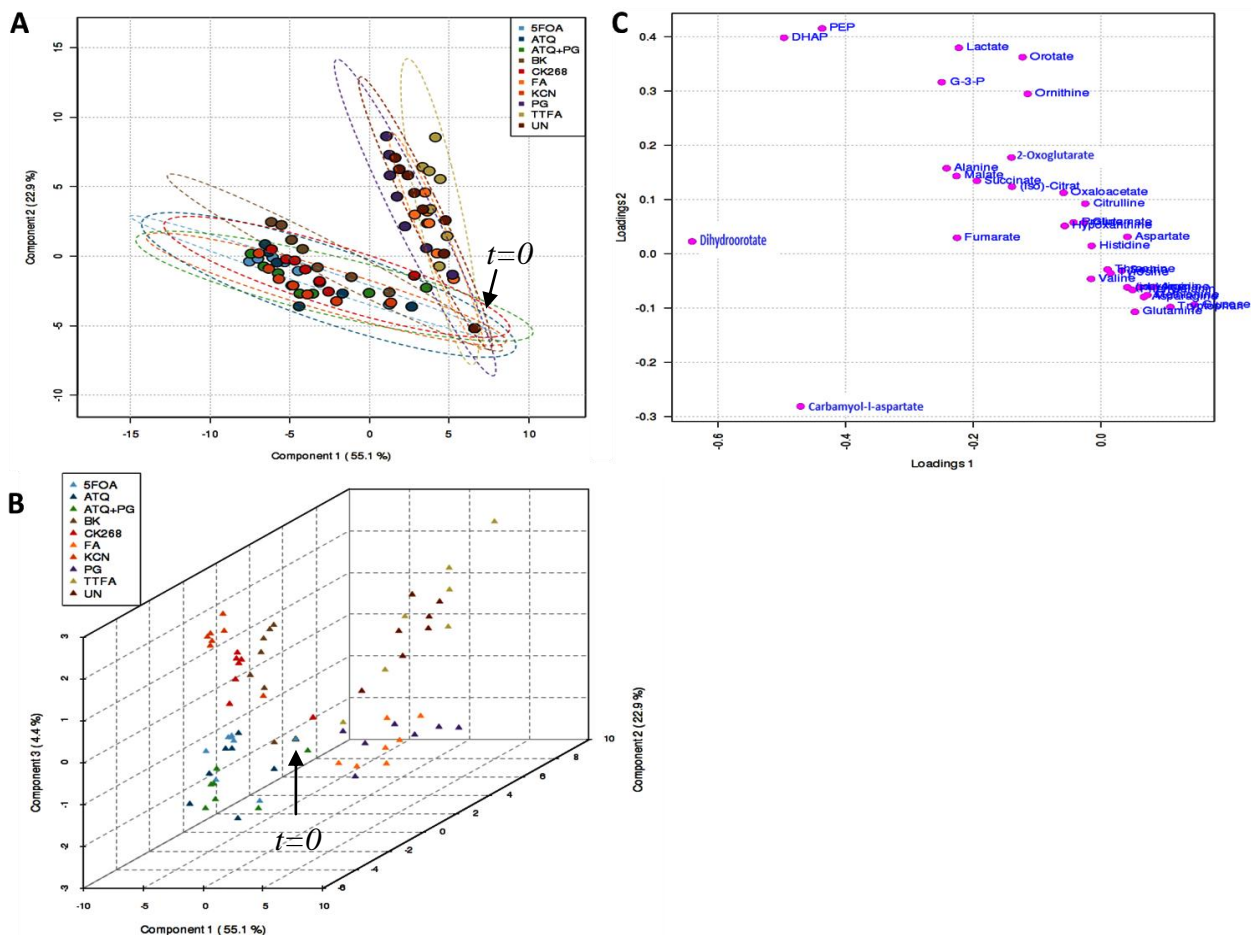 A
5FOA
ATQ
ATQ+PG
BK
CK268
FA
KCN
PG
TTFA
UN
15
10
5
0
-5
-10
Component 2 ( 22.9 %)
t=0
-15
-10
-5
0
5
10
Component 1 ( 55.1 %)
C
PEP
DHAP
Lactate
Orotate
G-3-P
Ornithine
2-Oxoglutarate
Alanine
Malate
Succinate
(Iso)-Citrat
Oxaloacetate
Citrulline
Glutamate
Hypoxanthine
Aspartate
Dihydroorotate
Fumarate
Histidine
Valine
Asparagine
Glutamine
Carbamyol-l-aspartate
0.4
0.3
0.2
0.1
0.0
-0.1
-0.2
-0.3
Loadings 2
-0.6
-0.4
-0.2
0.0
Loadings 1
B
5FOA
ATQ
ATQ+PG
BK
CK268
FA
KCN
PG
TTFA
UN
3
2
1
0
-1
-2
-3
Component 3 ( 4.4 %)
t=0
-10
-5
0
5
10
Component 1 ( 55.1 %)
-6
-4
-2
0
2
4
6
8
10
Component 2 ( 22.9 %)